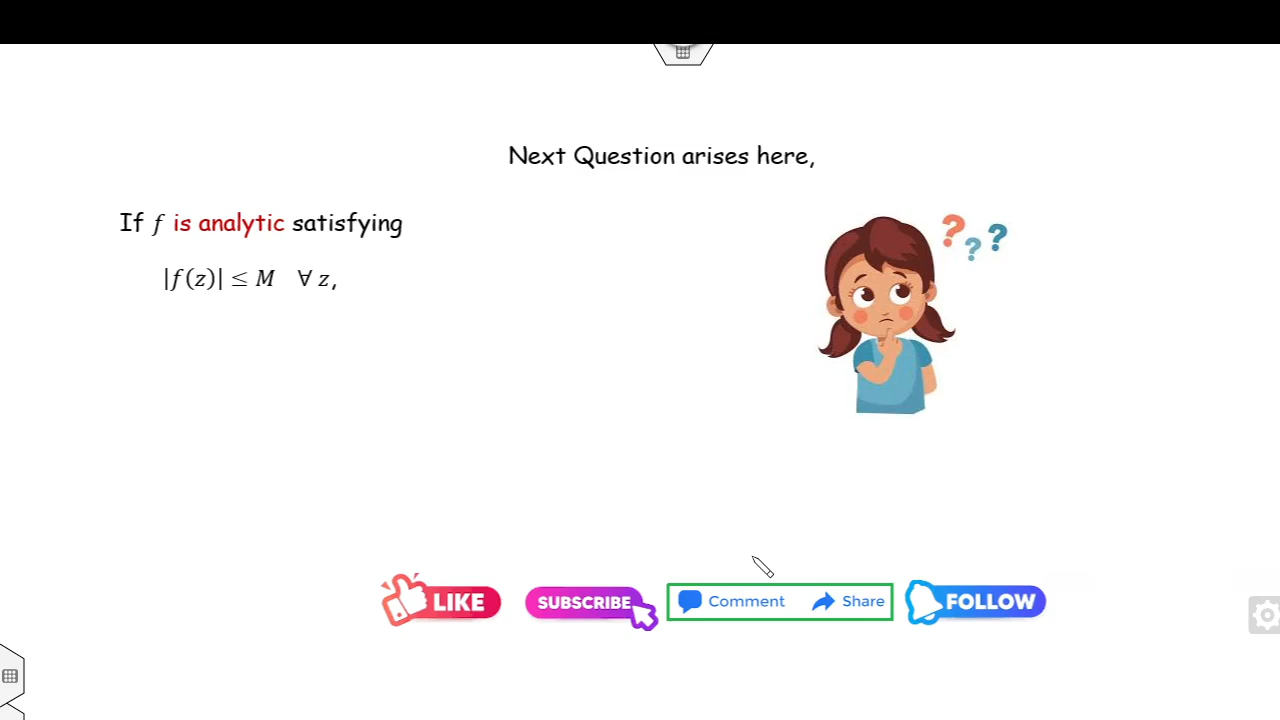 Next Question arises here,
If f is analytic satisfying
|f(z)| ≤ M ∀ z,
? ? ?
LIKE
SUBSCRIBE
Comment Share
FOLLOW